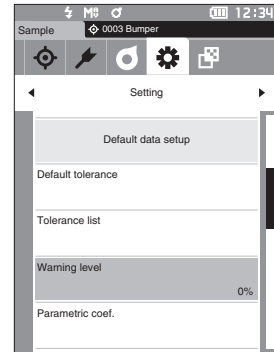 12:34
Sample 0003 Bumper
Setting
Default data setup
Default tolerance
Tolerance list
Warning level
0%
Parametric coef.